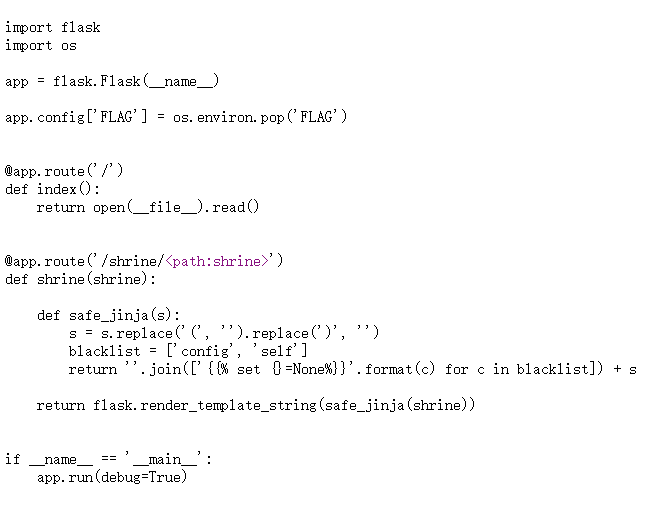 import flask
import os
app = flask.Flask(__name__)
app.config['FLAG'] = os.environ.pop('FLAG')
@app.route('/')
def index():
    return open(__file__).read()
@app.route('/shrine/<path:shrine>')
def shrine(shrine):
    def safe_jinja(s):
        s = s.replace('(', '').replace(')', '')
        blacklist = ['config', 'self']
        return ''.join(['{{% set {}=None%}}'.format(c) for c in blacklist]) + s
    return flask.render_template_string(safe_jinja(shrine))
if __name__ == '__main__':
    app.run(debug=True)